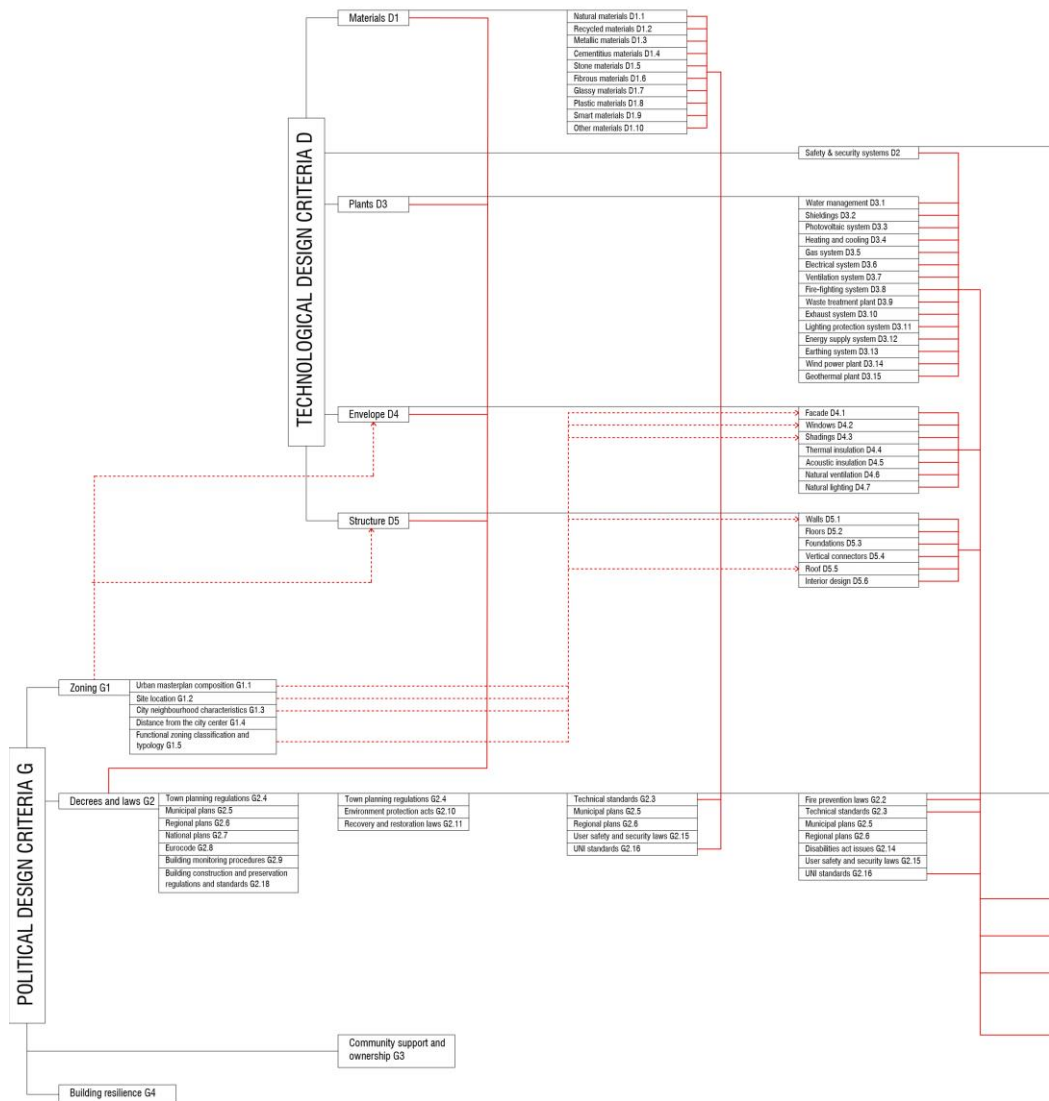 Materials D1
Natural materials D1.1
Recycled materials D1.2
Metallic materials D1.3
Cementitius materials D1.4
Stone materials D1.5
Fibrous materials D1.6
Glassy materials D1.7
Plastic materials D1.8
Smart materials D1.9
Other materials D1.10
TECHNOLOGICAL DESIGN CRITERIA D
Safety & security systems D2
Plants D3
Water management D3.1
Shieldings D3.2
Photovoltaic system D3.3
Heating and cooling D3.4
Gas system D3.5
Electrical system D3.6
Ventilation system D3.7
Fire-fighting system D3.8
Waste treatment plant D3.9
Exhaust system D3.10
Lighting protection system D3.11
Energy supply system D3.12
Earthing system D3.13
Wind power plant D3.14
Geothermal plant D3.15
Envelope D4
Facade D4.1
Windows D4.2
Shadings D4.3
Thermal insulation D4.4
Acoustic insulation D4.5
Natural ventilation D4.6
Natural lighting D4.7
Structure D5
Walls D5.1
Floors D5.2
Foundations D5.3
Vertical connectors D5.4
Roof D5.5
Interior design D5.6
POLITICAL DESIGN CRITERIA G
Zoning G1
Urban masterplan composition G1.1
Site location G1.2
City neighbourhood characteristics G1.3
Distance from the city center G1.4
Functional zoning classification and
typology G1.5
Decrees and laws G2
Town planning regulations G2.4
Municipal plans G2.5
Regional plans G2.6
National plans G2.7
Eurocode G2.8
Building monitoring procedures G2.9
Building construction and preservation
regulations and standards G2.18
Town planning regulations G2.4
Environment protection acts G2.10
Recovery and restoration laws G2.11
Technical standards G2.3
Municipal plans G2.5
Regional plans G2.6
User safety and security laws G2.15
UNI standards G2.16
Fire prevention laws G2.2
Technical standards G2.3
Municipal plans G2.5
Regional plans G2.6
Disabilities act issues G2.14
User safety and security laws G2.15
UNI standards G2.16
Community support and
ownership G3
Building resilience G4